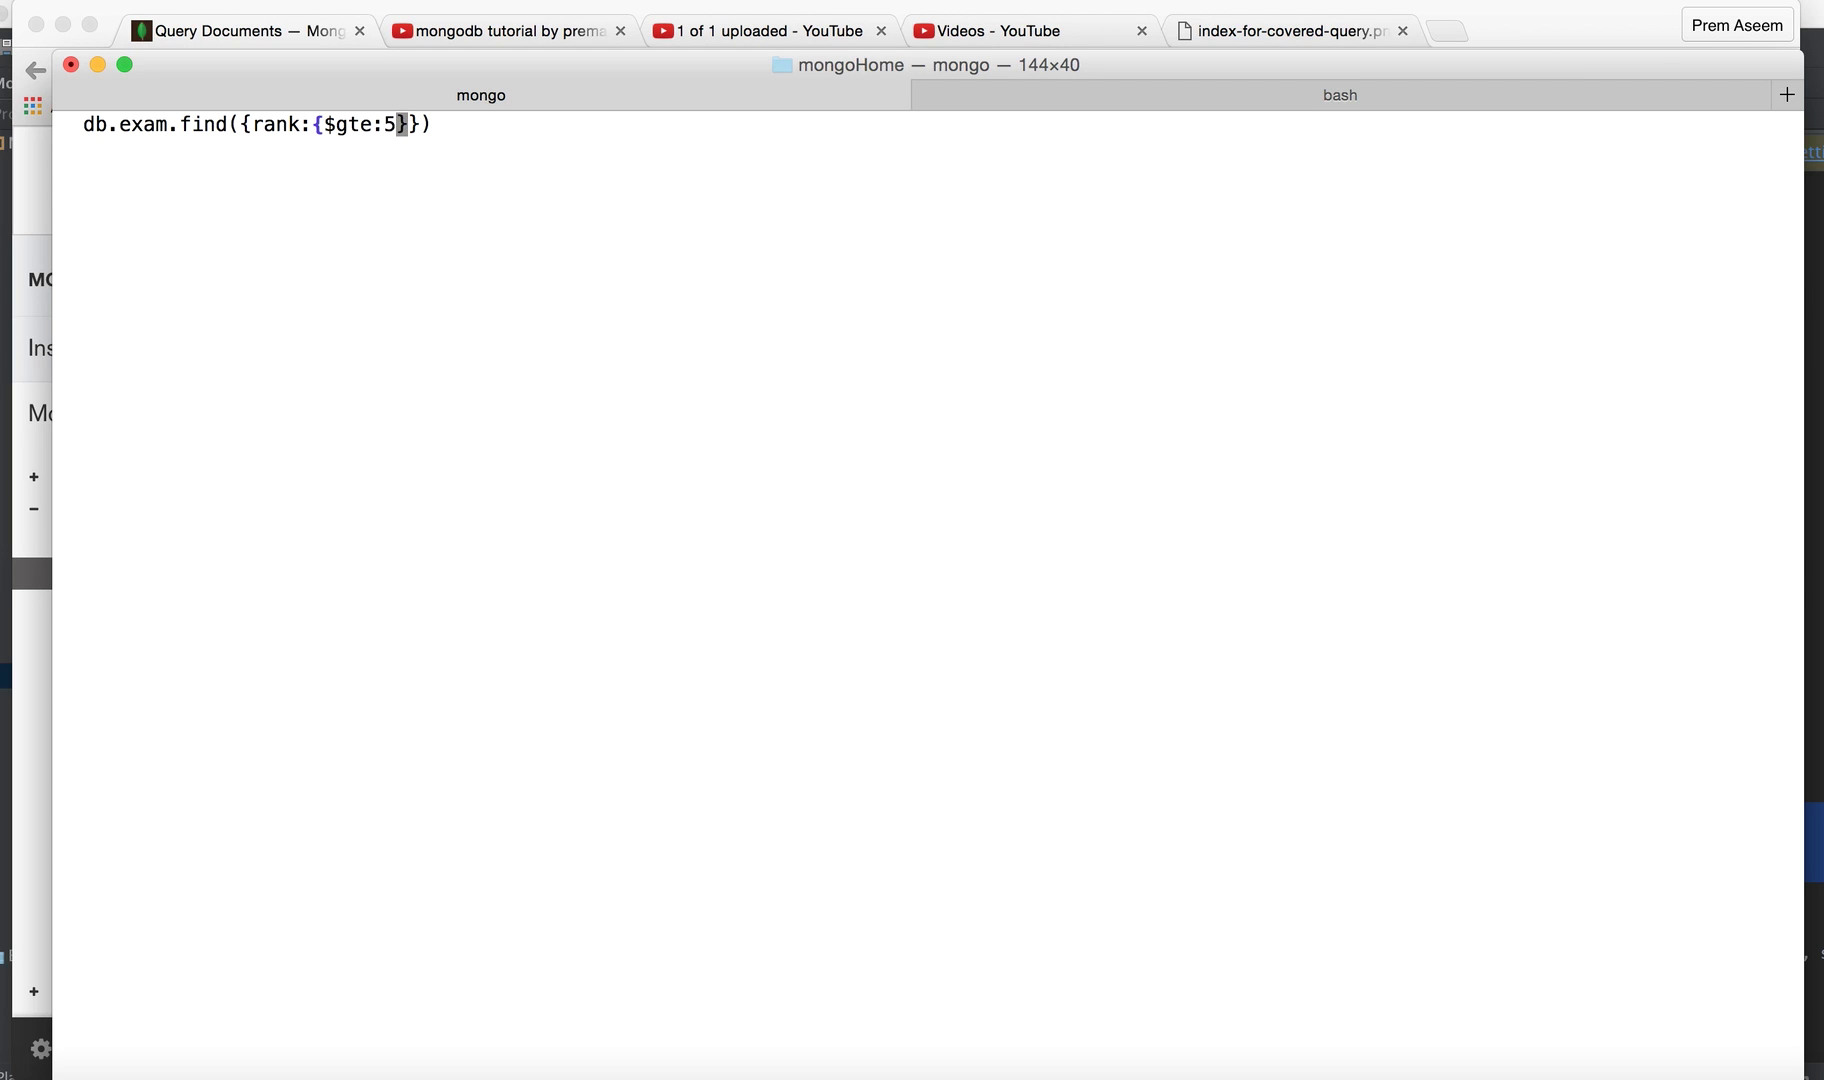 Query Documents — Mong
mongodb tutorial by prema
1 of 1 uploaded - YouTube
Videos - YouTube
index-for-covered-query.pn
Prem Aseem
mongoHome — mongo — 144×40
mongo
bash
db.exam.find({rank:{$gte:5}})
MO
Ins
Mo
+
−
+